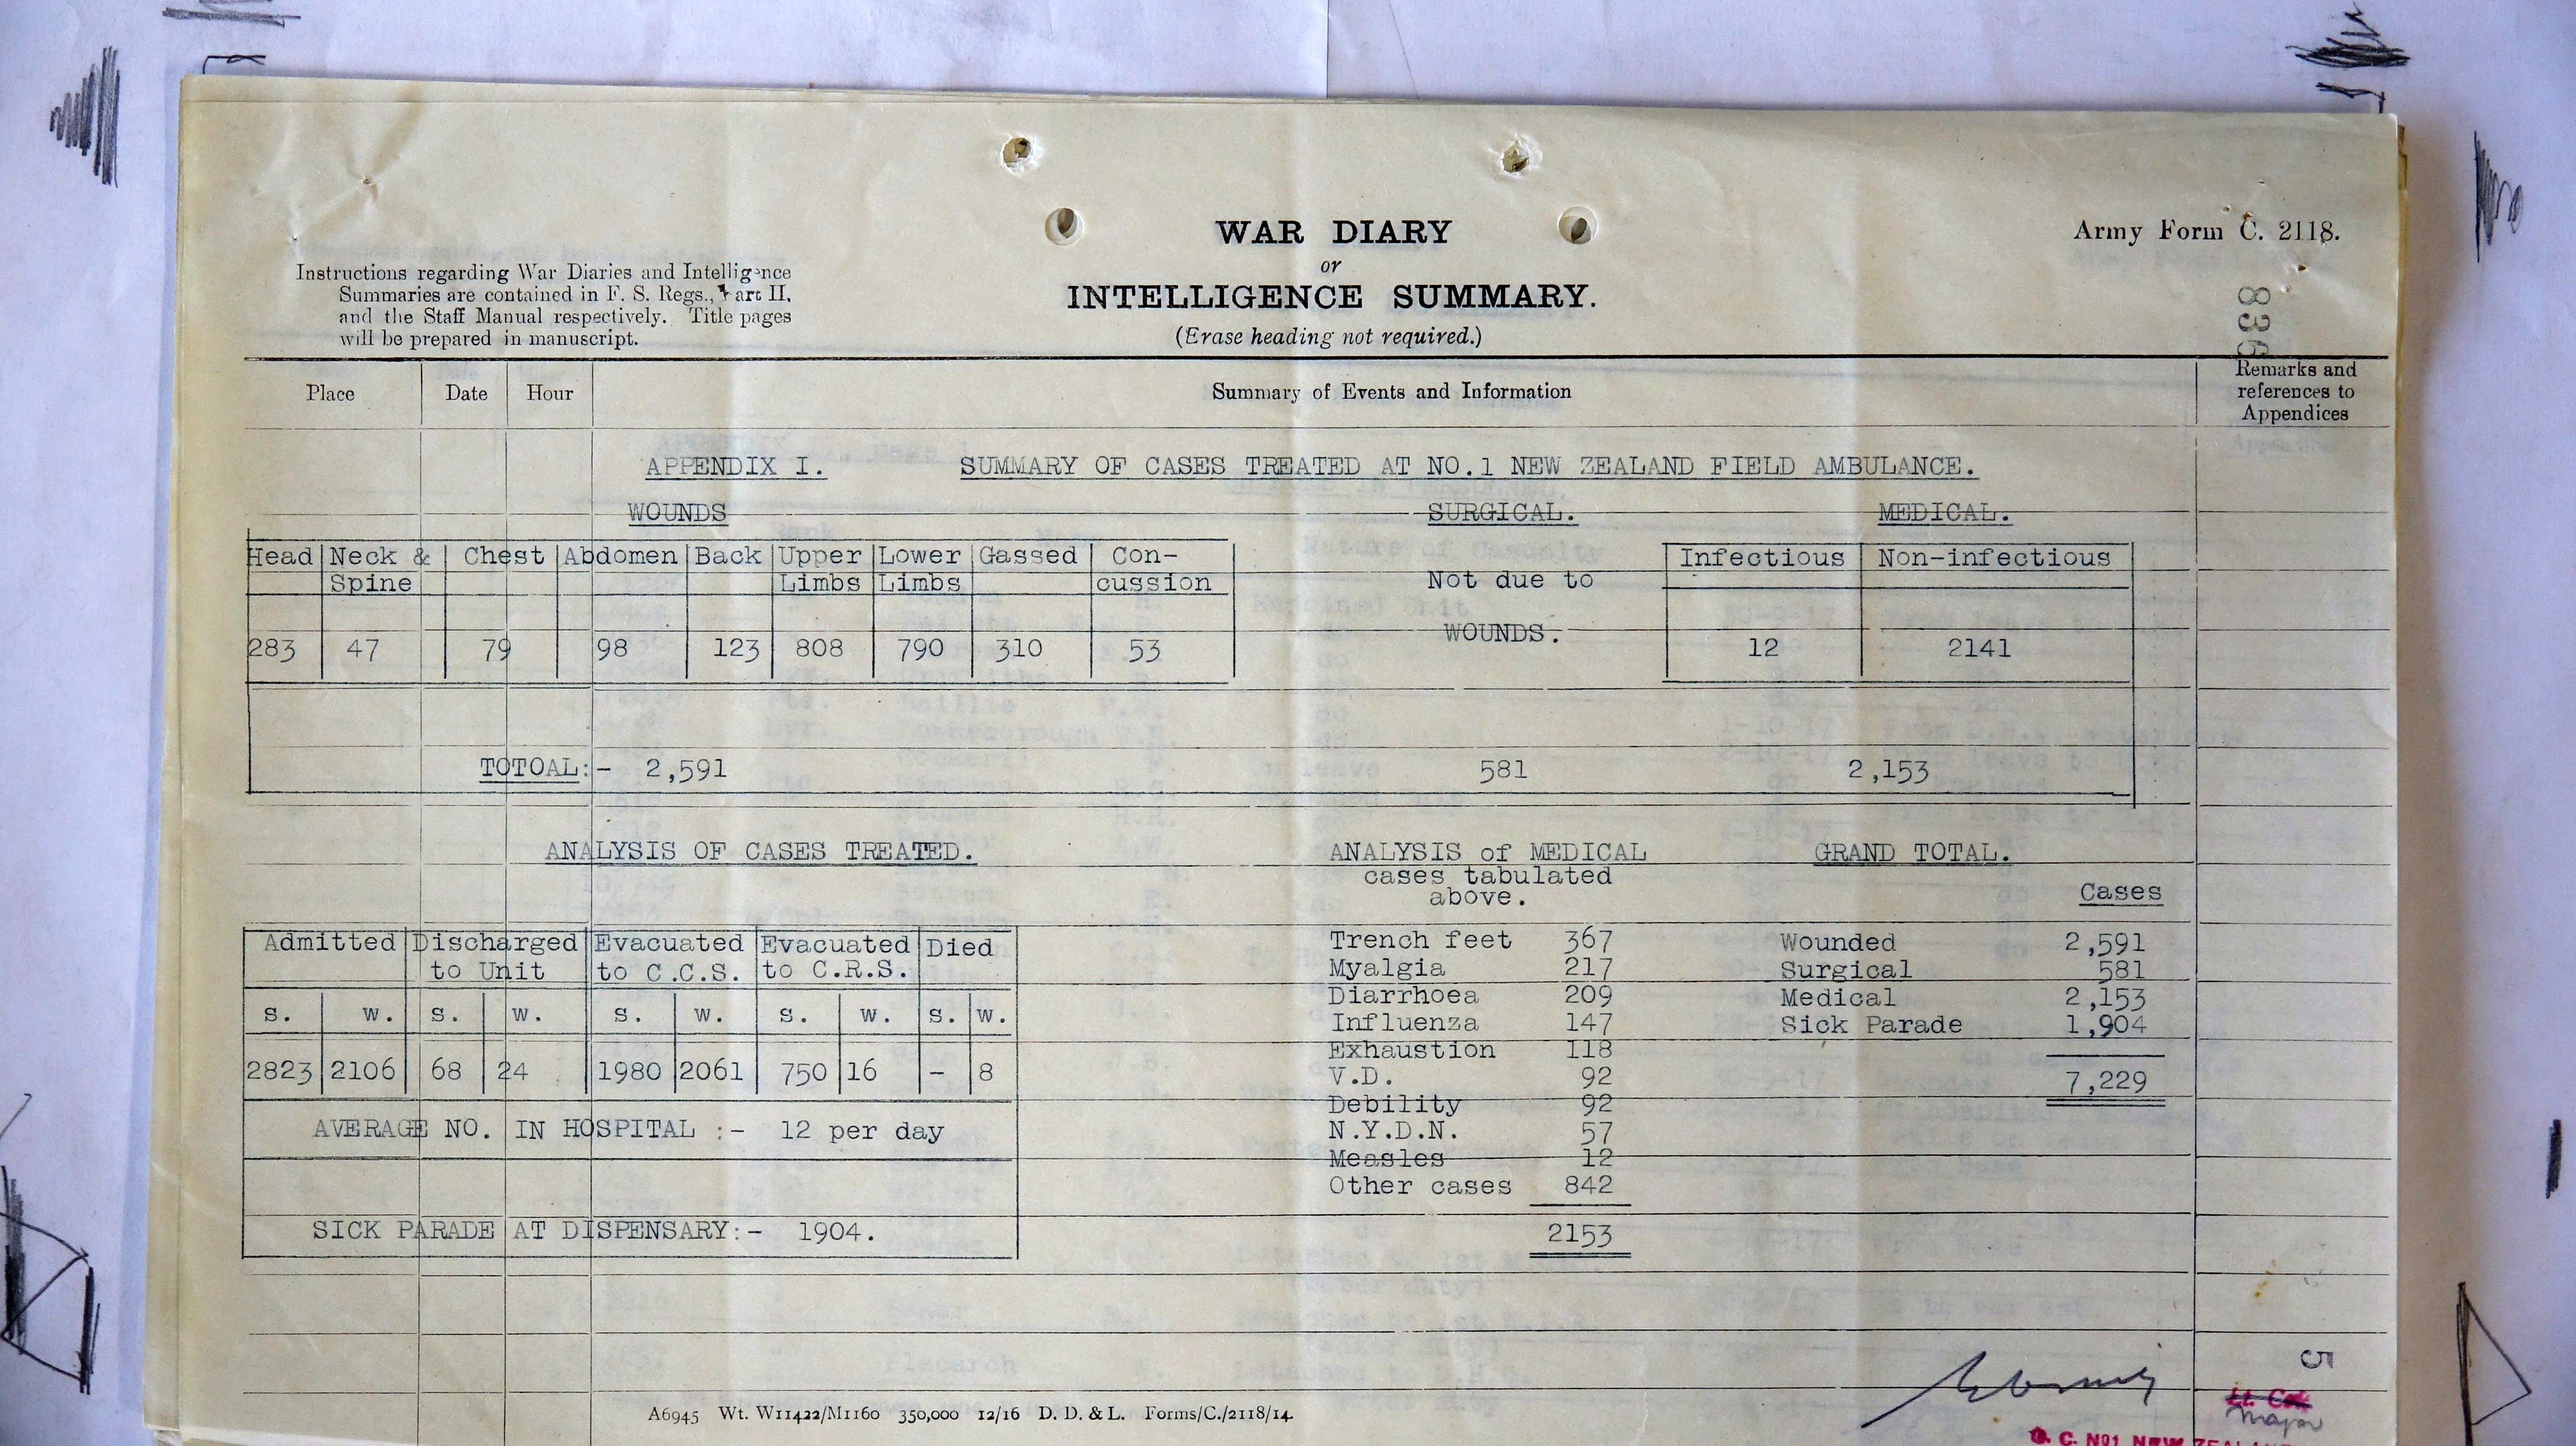 WAR DIARY
or
INTELLIGENCE SUMMARY.
(Erase heading not required.)
Army Form C. 2118.
Instructions regarding War Diaries and Intelligence
Summaries are contained in F. S. Regs., Part II.
and the Staff Manual respectively. Title pages
will be prepared in manuscript.
836
Place Date Hour Summary of Events and Information Remarks and references to Appendices
APPENDIX I. SUMMARY OF CASES TREATED AT NO.1 NEW ZEALAND FIELD AMBULANCE.
WOUNDS SURGICAL. MEDICAL.
Head Neck & Chest Abdomen Back Upper Lower Gassed Con- Infectious Non-infectious
Spine Limbs Limbs cussion Not due to
WOUNDS.
283 47 79 98 123 808 790 310 53 12 2141
TOTOAL:- 2,591 581 2,153
ANALYSIS OF CASES TREATED. ANALYSIS of MEDICAL GRAND TOTAL.
cases tabulated
above. Cases
Admitted Discharged Evacuated Evacuated Died
to Unit to C.C.S. to C.R.S.
s. w. s. w. s. w. s. w. s. w.
2823 2106 68 24 1980 2061 750 16 - 8
AVERAGE NO. IN HOSPITAL :- 12 per day
SICK PARADE AT DISPENSARY:- 1904.
Trench feet 367
Myalgia 217
Diarrhoea 209
Influenza 147
Exhaustion 118
V.D. 92
Debility 92
N.Y.D.N. 57
Measles 12
Other cases 842
2153
Wounded 2,591
Surgical 581
Medical 2,153
Sick Parade 1,904
7,229
5
Lt. Col.
Major
O. C. No1 NEW ZEALAND
A6945 Wt. W11422/M1160 350,000 12/16 D. D. & L. Forms/C./2118/14.